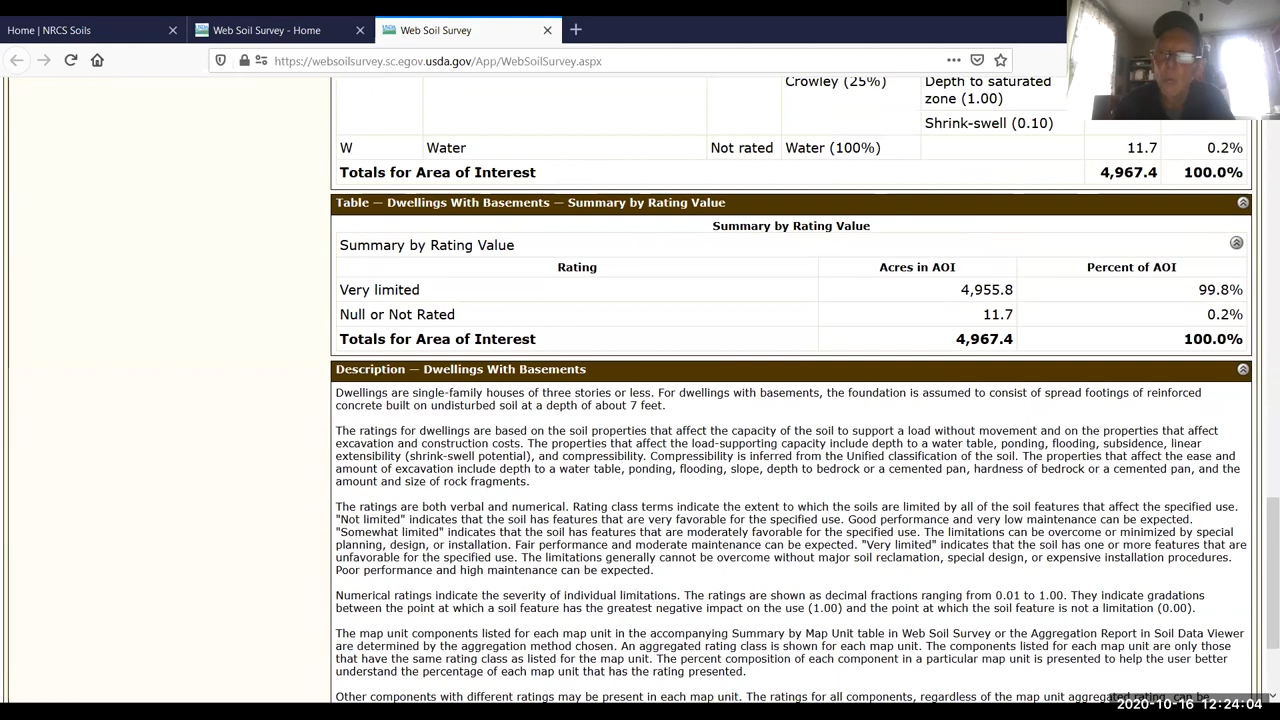 Home | NRCS Soils
Web Soil Survey - Home
Web Soil Survey
https://websoilsurvey.sc.egov.usda.gov/App/WebSoilSurvey.aspx
Crowley (25%)
Depth to saturated
zone (1.00)
Shrink-swell (0.10)
W Water Not rated Water (100%) 11.7 0.2%
Totals for Area of Interest 4,967.4 100.0%
Table — Dwellings With Basements — Summary by Rating Value
Summary by Rating Value
Summary by Rating Value
Rating Acres in AOI Percent of AOI
Very limited 4,955.8 99.8%
Null or Not Rated 11.7 0.2%
Totals for Area of Interest 4,967.4 100.0%
Description — Dwellings With Basements
Dwellings are single-family houses of three stories or less. For dwellings with basements, the foundation is assumed to consist of spread footings of reinforced
concrete built on undisturbed soil at a depth of about 7 feet.
The ratings for dwellings are based on the soil properties that affect the capacity of the soil to support a load without movement and on the properties that affect
excavation and construction costs. The properties that affect the load-supporting capacity include depth to a water table, ponding, flooding, subsidence, linear
extensibility (shrink-swell potential), and compressibility. Compressibility is inferred from the Unified classification of the soil. The properties that affect the ease and
amount of excavation include depth to a water table, ponding, flooding, slope, depth to bedrock or a cemented pan, hardness of bedrock or a cemented pan, and the
amount and size of rock fragments.
The ratings are both verbal and numerical. Rating class terms indicate the extent to which the soils are limited by all of the soil features that affect the specified use.
"Not limited" indicates that the soil has features that are very favorable for the specified use. Good performance and very low maintenance can be expected.
"Somewhat limited" indicates that the soil has features that are moderately favorable for the specified use. The limitations can be overcome or minimized by special
planning, design, or installation. Fair performance and moderate maintenance can be expected. "Very limited" indicates that the soil has one or more features that are
unfavorable for the specified use. The limitations generally cannot be overcome without major soil reclamation, special design, or expensive installation procedures.
Poor performance and high maintenance can be expected.
Numerical ratings indicate the severity of individual limitations. The ratings are shown as decimal fractions ranging from 0.01 to 1.00. They indicate gradations
between the point at which a soil feature has the greatest negative impact on the use (1.00) and the point at which the soil feature is not a limitation (0.00).
The map unit components listed for each map unit in the accompanying Summary by Map Unit table in Web Soil Survey or the Aggregation Report in Soil Data Viewer
are determined by the aggregation method chosen. An aggregated rating class is shown for each map unit. The components listed for each map unit are only those
that have the same rating class as listed for the map unit. The percent composition of each component in a particular map unit is presented to help the user better
understand the percentage of each map unit that has the rating presented.
Other components with different ratings may be present in each map unit. The ratings for all components, regardless of the map unit aggregated rating, can be
2020-10-16 12:24:04